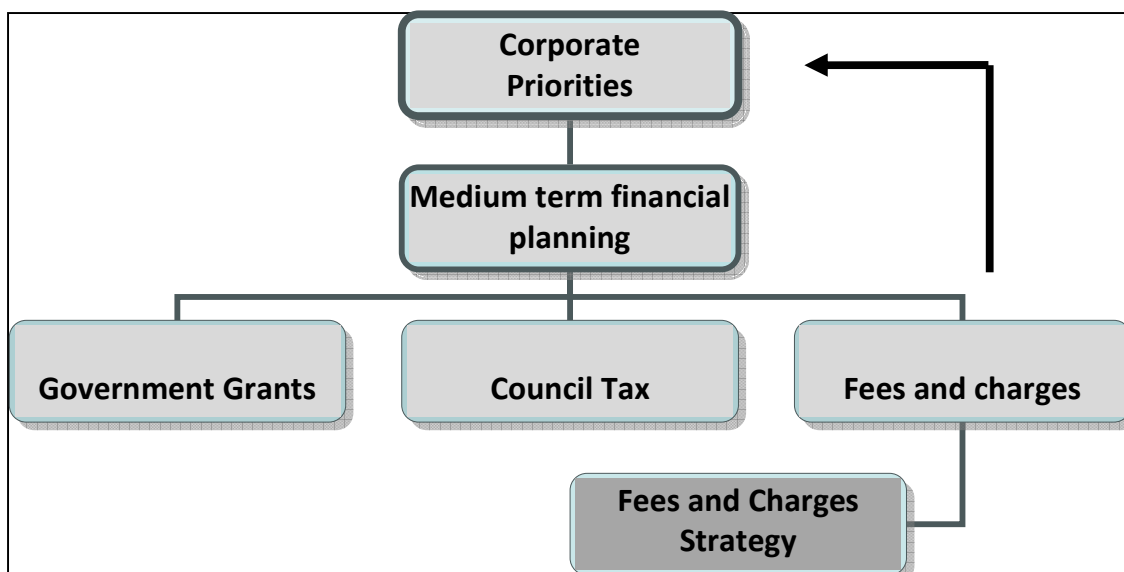 Corporate
Priorities
Medium term financial
planning
Government Grants
Council Tax
Fees and charges
Fees and Charges
Strategy